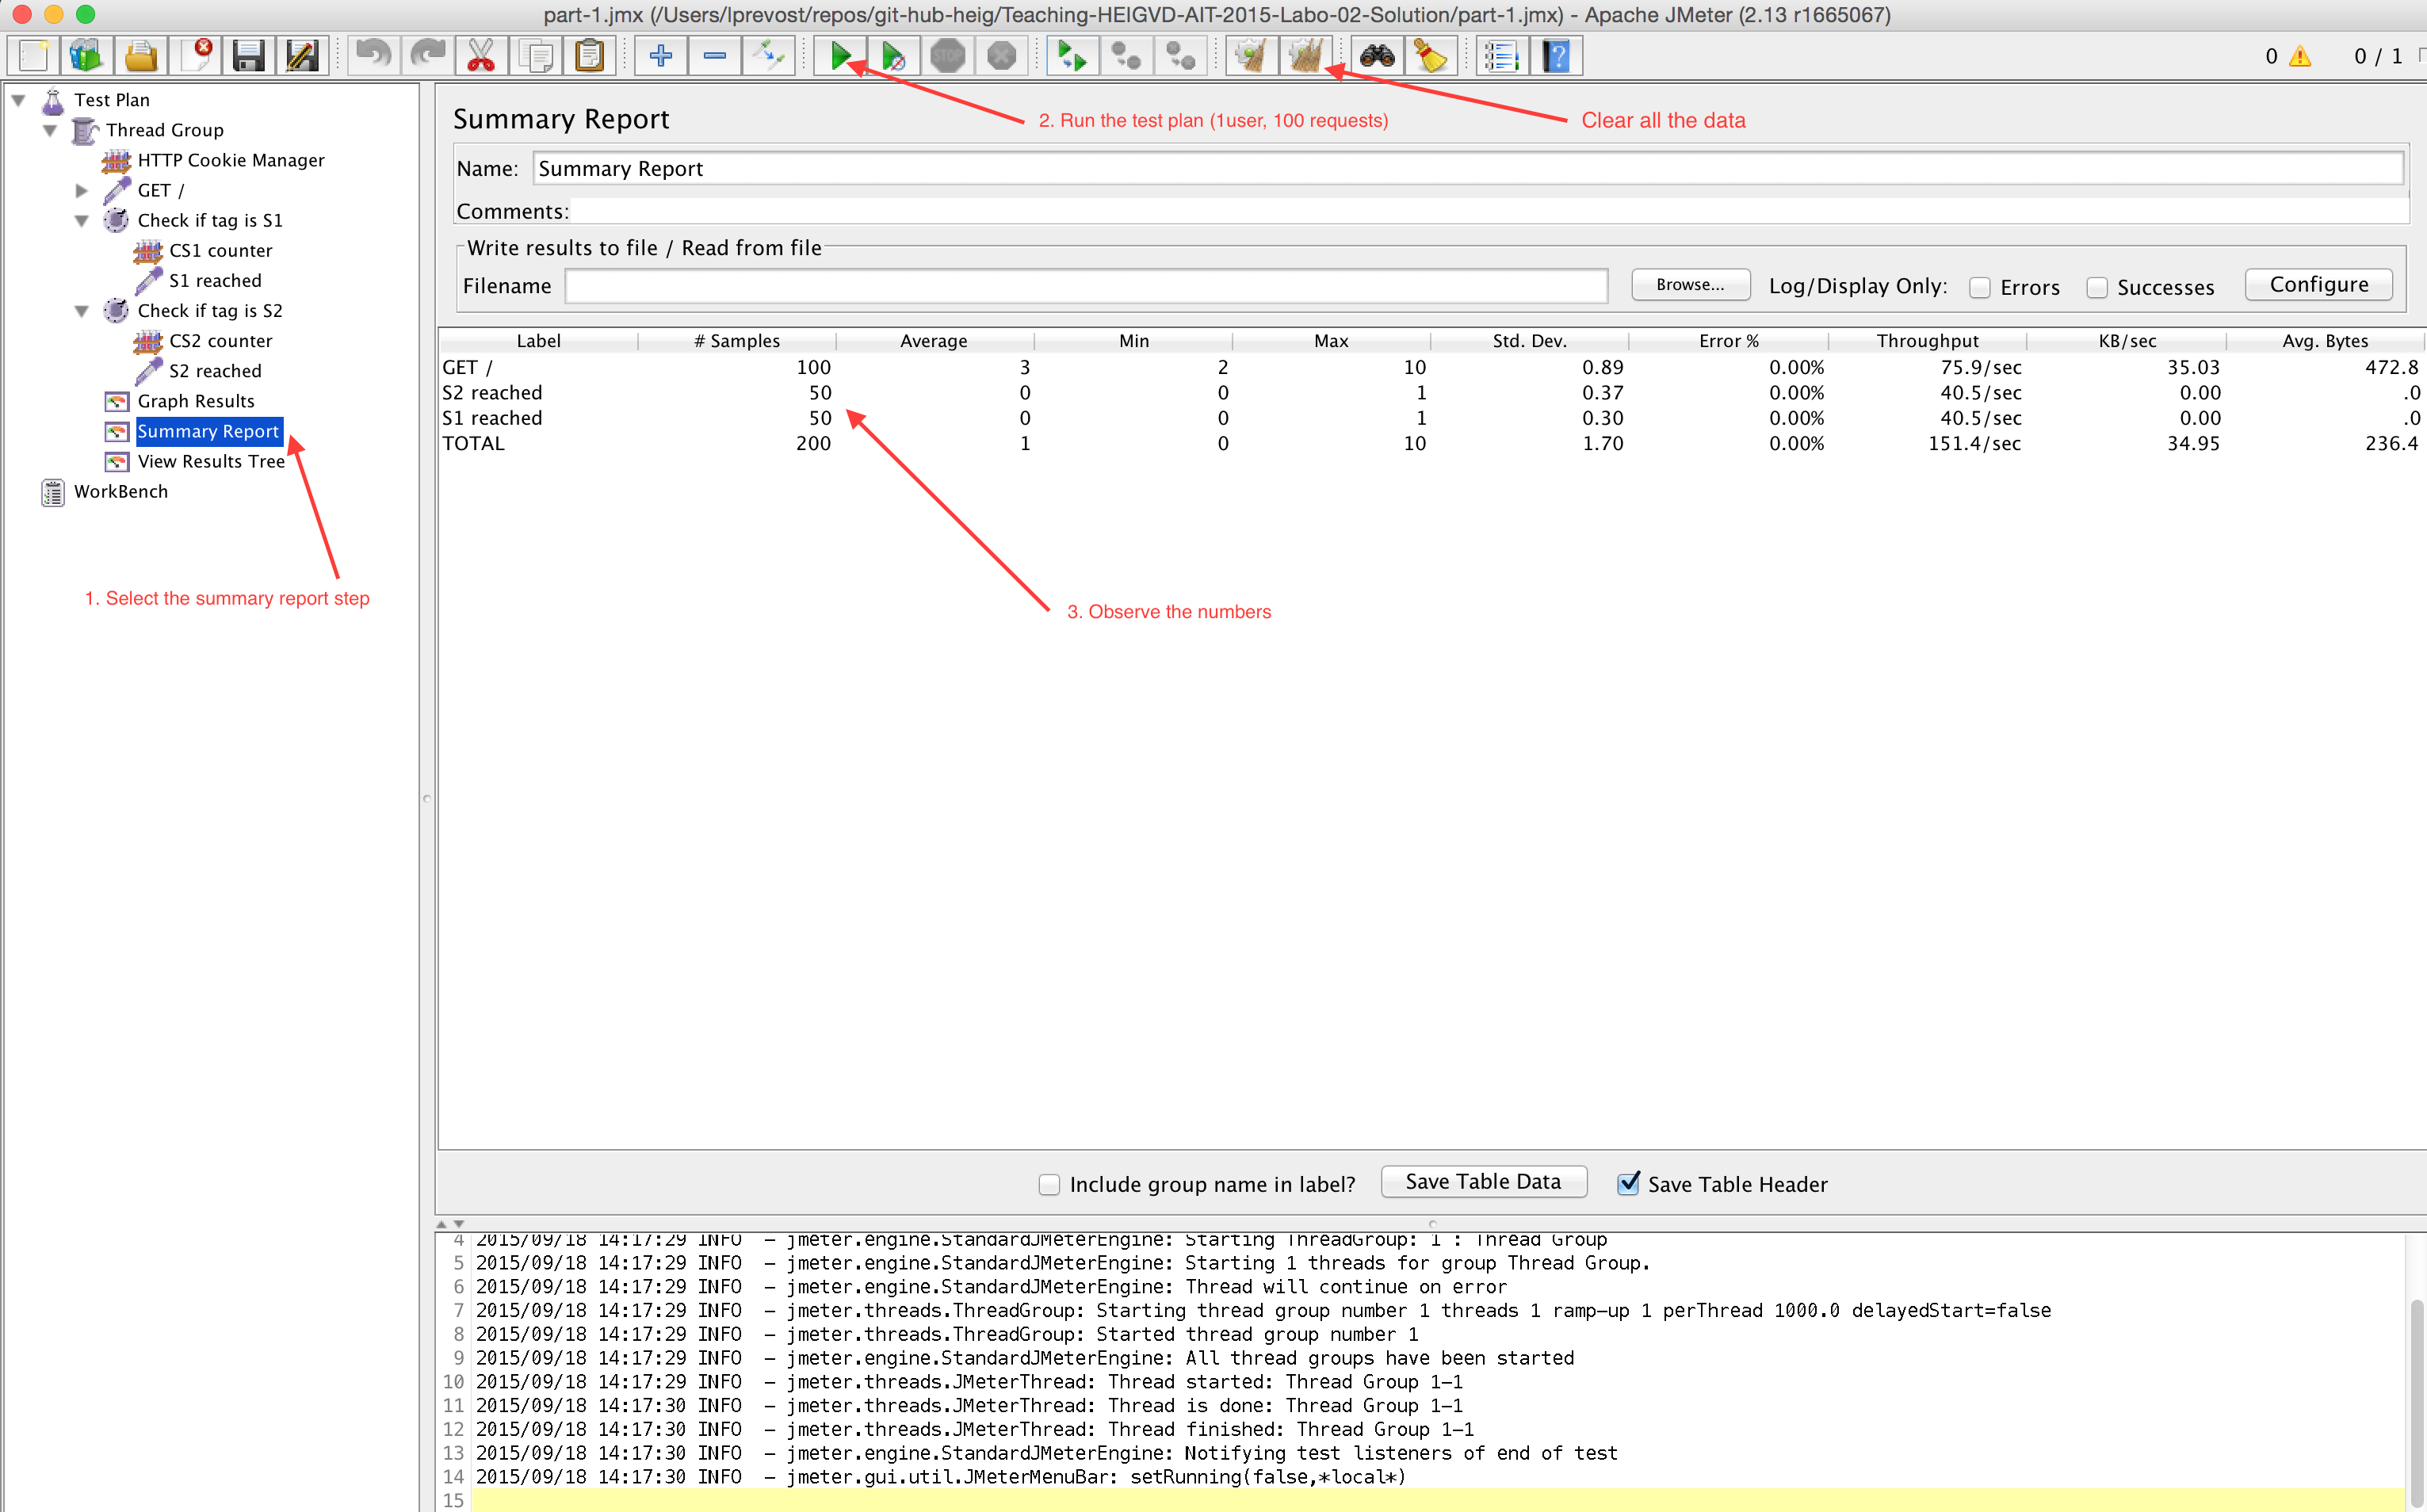 part-1.jmx (/Users/lprevost/repos/git-hub-heig/Teaching-HEIGVD-AIT-2015-Labo-02-Solution/part-1.jmx) - Apache JMeter (2.13 r1665067)
STOP
?
0 0 / 1
Test Plan
Thread Group
HTTP Cookie Manager
GET /
Check if tag is S1
CS1 counter
S1 reached
Check if tag is S2
CS2 counter
S2 reached
Graph Results
Summary Report
View Results Tree
WorkBench
1. Select the summary report step
Summary Report
2. Run the test plan (1user, 100 requests)
Clear all the data
Name: Summary Report
Comments:
Write results to file / Read from file
Filename Browse... Log/Display Only: Errors Successes Configure
Label # Samples Average Min Max Std. Dev. Error % Throughput KB/sec Avg. Bytes
GET / 100 3 2 10 0.89 0.00% 75.9/sec 35.03 472.8
S2 reached 50 0 0 1 0.37 0.00% 40.5/sec 0.00 .0
S1 reached 50 0 0 1 0.30 0.00% 40.5/sec 0.00 .0
TOTAL 200 1 0 10 1.70 0.00% 151.4/sec 34.95 236.4
3. Observe the numbers
Include group name in label? Save Table Data Save Table Header
4 2015/09/18 14:17:29 INFO - jmeter.engine.StandardJMeterEngine: Starting ThreadGroup: 1 : Thread Group
5 2015/09/18 14:17:29 INFO - jmeter.engine.StandardJMeterEngine: Starting 1 threads for group Thread Group.
6 2015/09/18 14:17:29 INFO - jmeter.engine.StandardJMeterEngine: Thread will continue on error
7 2015/09/18 14:17:29 INFO - jmeter.threads.ThreadGroup: Starting thread group number 1 threads 1 ramp-up 1 perThread 1000.0 delayedStart=false
8 2015/09/18 14:17:29 INFO - jmeter.threads.ThreadGroup: Started thread group number 1
9 2015/09/18 14:17:29 INFO - jmeter.engine.StandardJMeterEngine: All thread groups have been started
10 2015/09/18 14:17:29 INFO - jmeter.threads.JMeterThread: Thread started: Thread Group 1-1
11 2015/09/18 14:17:30 INFO - jmeter.threads.JMeterThread: Thread is done: Thread Group 1-1
12 2015/09/18 14:17:30 INFO - jmeter.threads.JMeterThread: Thread finished: Thread Group 1-1
13 2015/09/18 14:17:30 INFO - jmeter.engine.StandardJMeterEngine: Notifying test listeners of end of test
14 2015/09/18 14:17:30 INFO - jmeter.gui.util.JMeterMenuBar: setRunning(false,*local*)
15